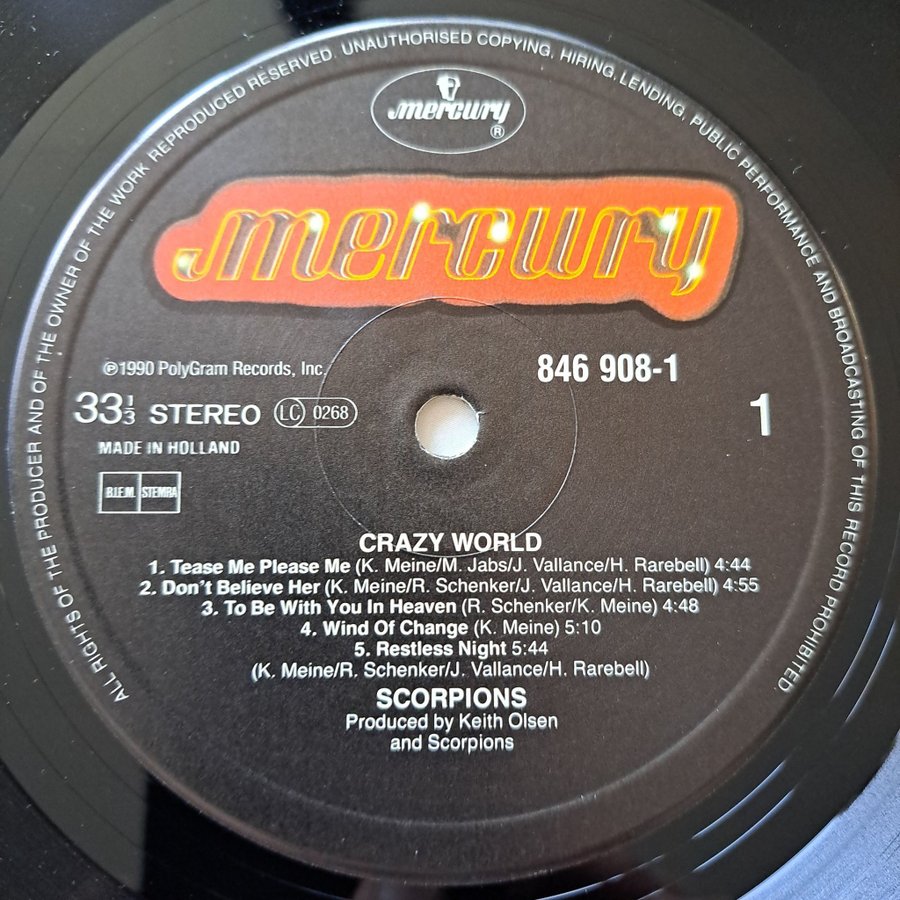 ALL RIGHTS OF THE PRODUCER AND OF THE OWNER OF THE WORK REPRODUCED RESERVED. UNAUTHORISED COPYING, HIRING, LENDING, PUBLIC PERFORMANCE AND BROADCASTING OF THIS RECORD PROHIBITED.
mercury
®
mercury
℗1990 PolyGram Records, Inc.
846 908-1
33⅓ STEREO
LC 0268
1
MADE IN HOLLAND
B.I.E.M. STEMRA
CRAZY WORLD
1. Tease Me Please Me (K. Meine/M. Jabs/J. Vallance/H. Rarebell) 4:44
2. Don't Believe Her (K. Meine/R. Schenker/J. Vallance/H. Rarebell) 4:55
3. To Be With You In Heaven (R. Schenker/K. Meine) 4:48
4. Wind Of Change (K. Meine) 5:10
5. Restless Night 5:44
(K. Meine/R. Schenker/J. Vallance/H. Rarebell)
SCORPIONS
Produced by Keith Olsen
and Scorpions